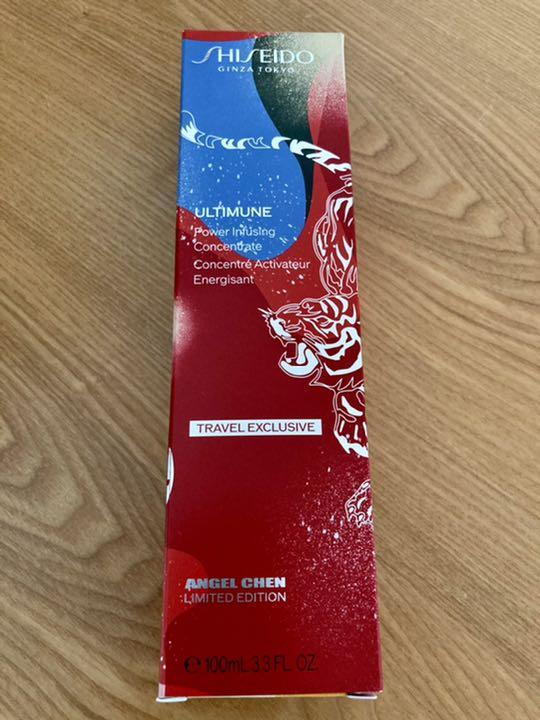 SHISEIDO
GINZA TOKYO
ULTIMUNE
Power Infusing
Concentrate
Concentré Activateur
Energisant
TRAVEL EXCLUSIVE
ANGEL CHEN
LIMITED EDITION
℮ 100mL 3.3 FL. OZ.